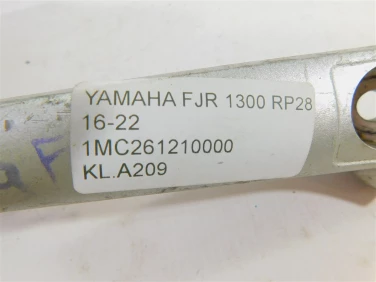 YAMAHA FJR 1300 RP28
16-22
1MC261210000
KL.A209